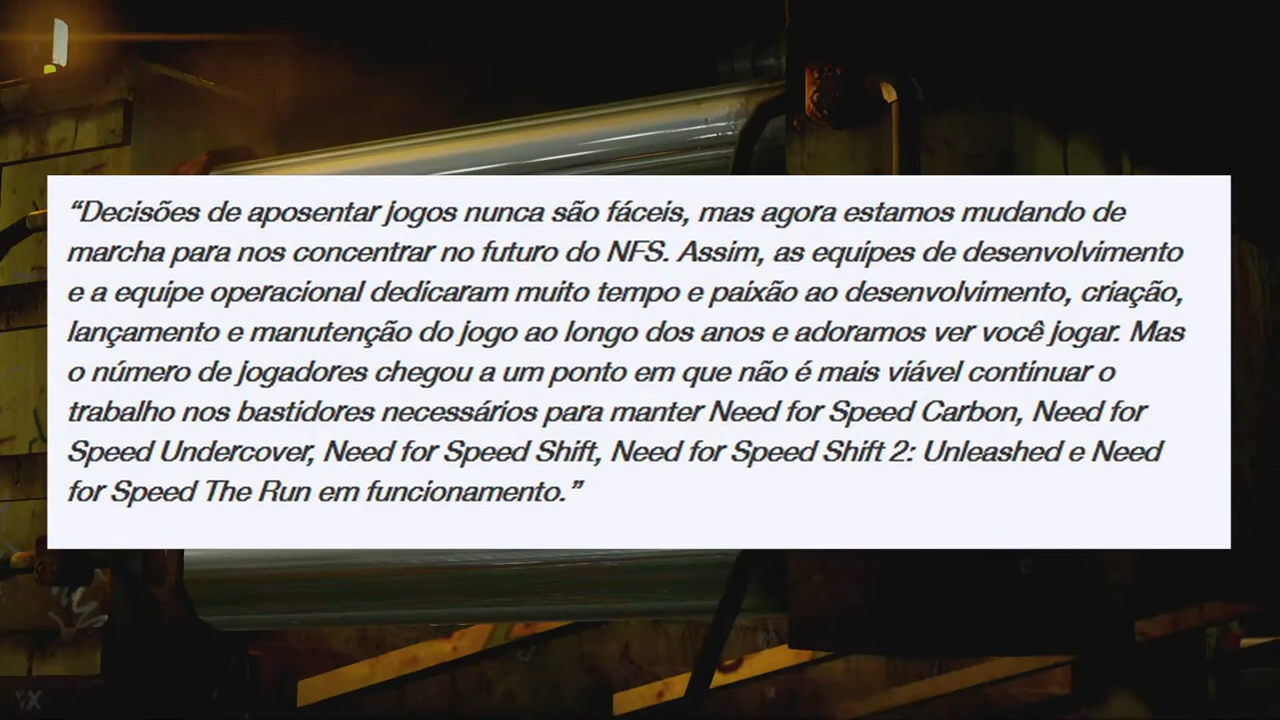 “Decisões de aposentar jogos nunca são fáceis, mas agora estamos mudando de
marcha para nos concentrar no futuro do NFS. Assim, as equipes de desenvolvimento
e a equipe operacional dedicaram muito tempo e paixão ao desenvolvimento, criação,
lançamento e manutenção do jogo ao longo dos anos e adoramos ver você jogar. Mas
o número de jogadores chegou a um ponto em que não é mais viável continuar o
trabalho nos bastidores necessários para manter Need for Speed Carbon, Need for
Speed Undercover, Need for Speed Shift, Need for Speed Shift 2: Unleashed e Need
for Speed The Run em funcionamento.”